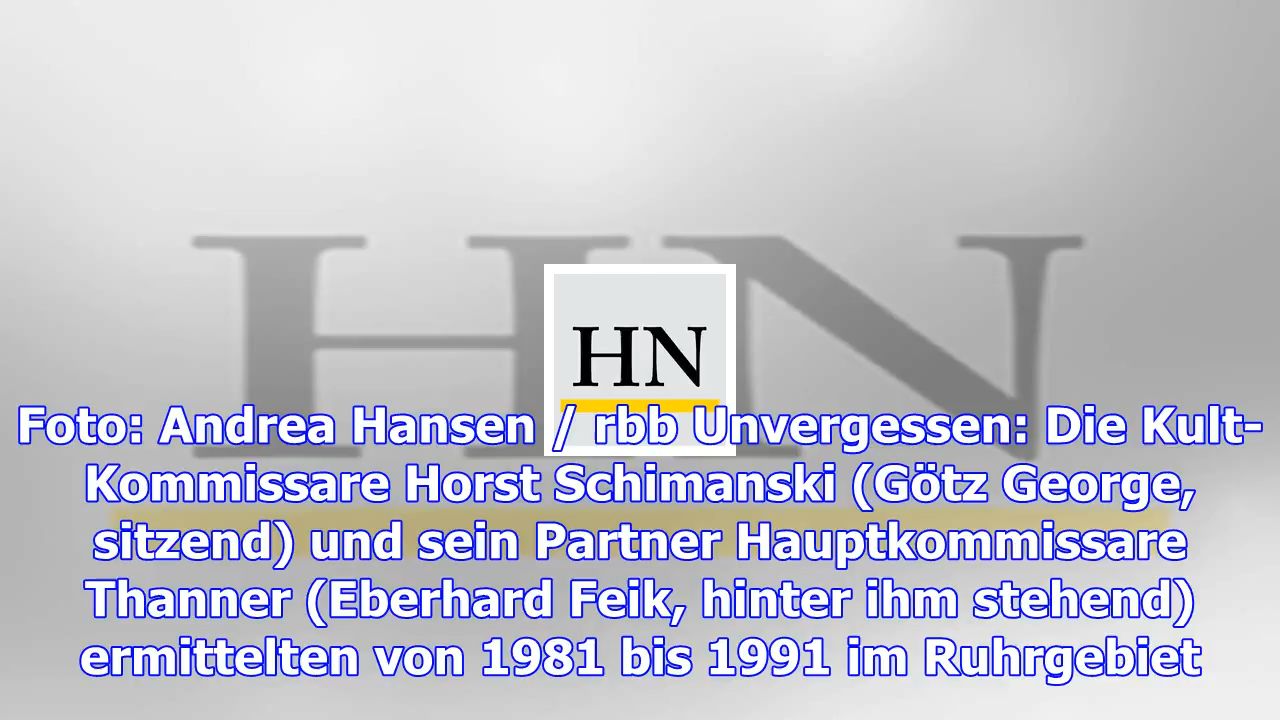 HN
HN
Foto: Andrea Hansen / rbb Unvergessen: Die Kult-
Kommissare Horst Schimanski (Götz George,
sitzend) und sein Partner Hauptkommissare
Thanner (Eberhard Feik, hinter ihm stehend)
ermittelten von 1981 bis 1991 im Ruhrgebiet